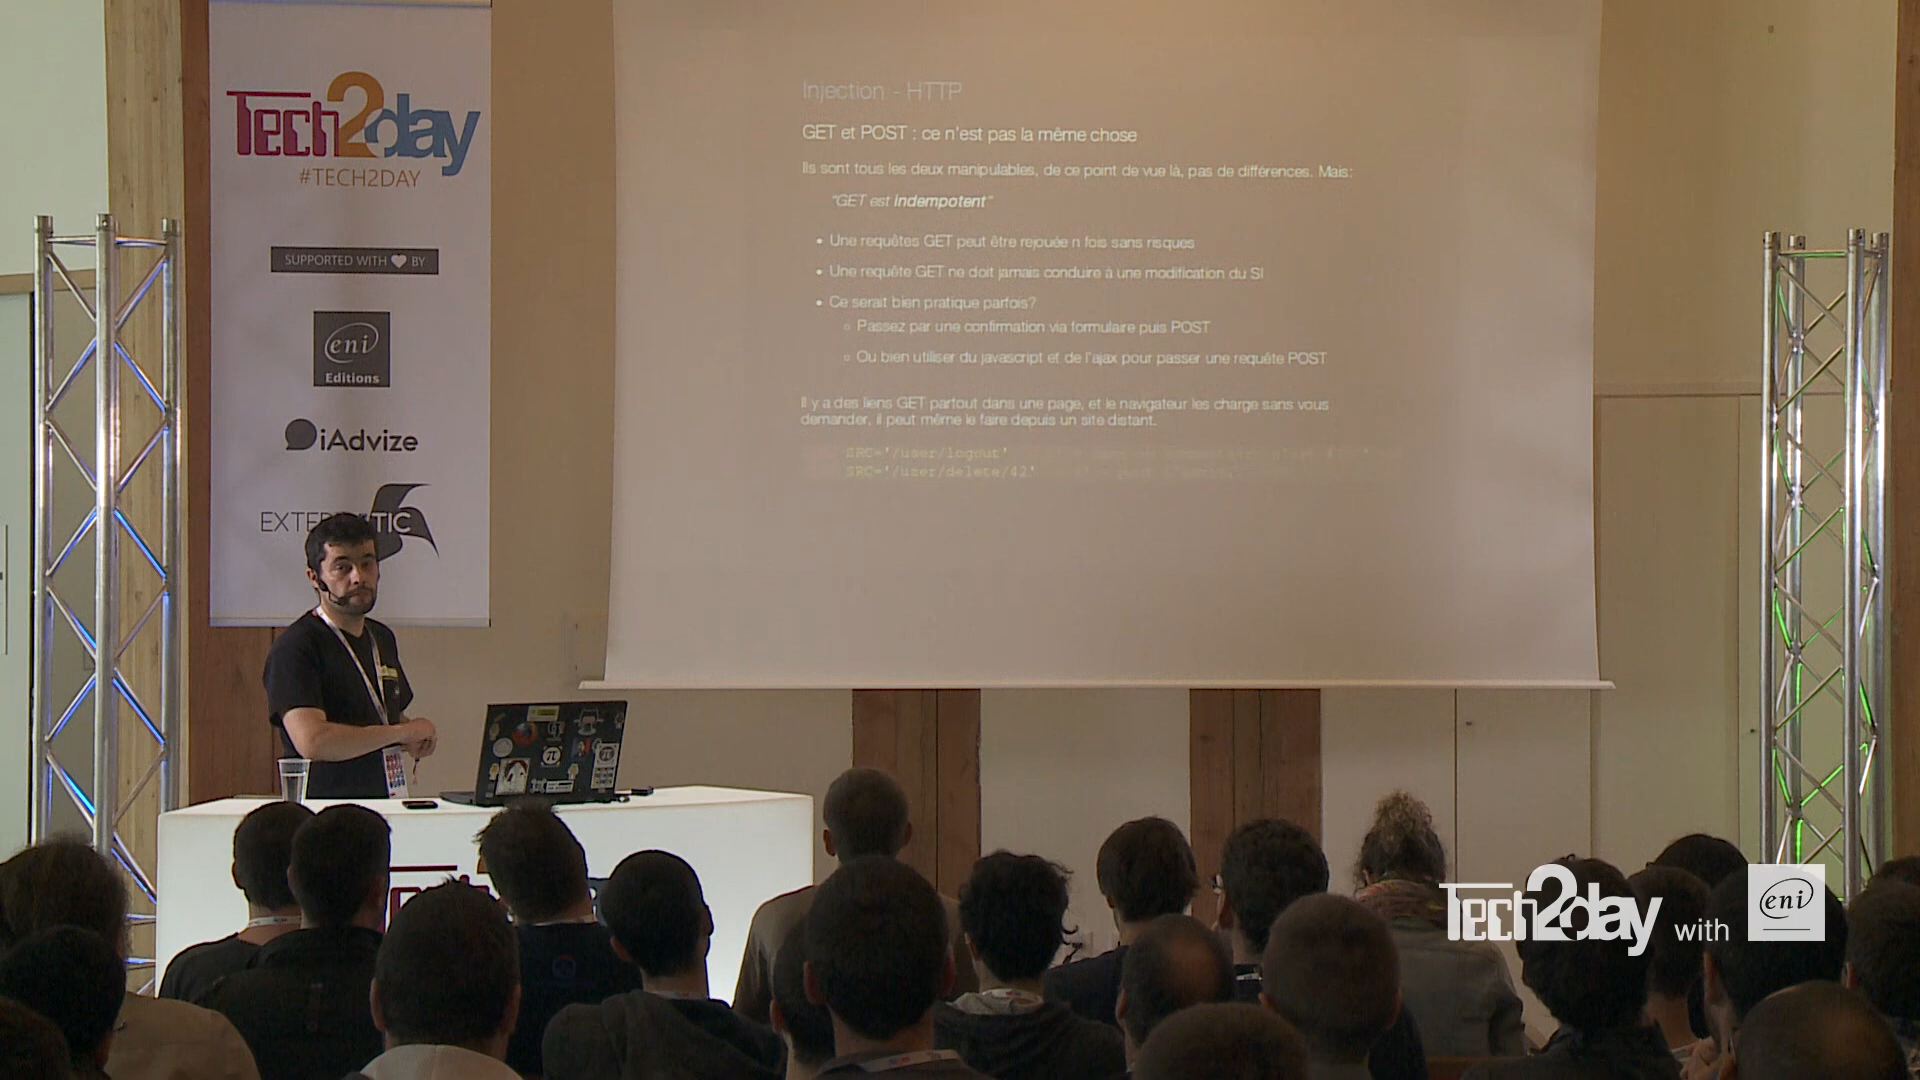 Tech2day
#TECH2DAY
SUPPORTED WITH BY
eni
Editions
iAdvize
Injection - HTTP
GET et POST : ce n'est pas la même chose
Ils sont tous les deux manipulables, de ce point de vue là, pas de différences. Mais:
"GET est indempotent"
• Une requêtes GET peut être rejouée n fois sans risques
• Une requête GET ne doit jamais conduire à une modification du SI
• Ce serait bien pratique parfois?
○ Passez par une confirmation via formulaire puis POST
○ Ou bien utiliser du javascript et de l'ajax pour passer une requête POST
Il y a des liens GET partout dans une page, et le navigateur les charge sans vous
demander, il peut même le faire depuis un site distant.
SRC='/user/logout'
SRC='/user/delete/42'
Tech2day with eni